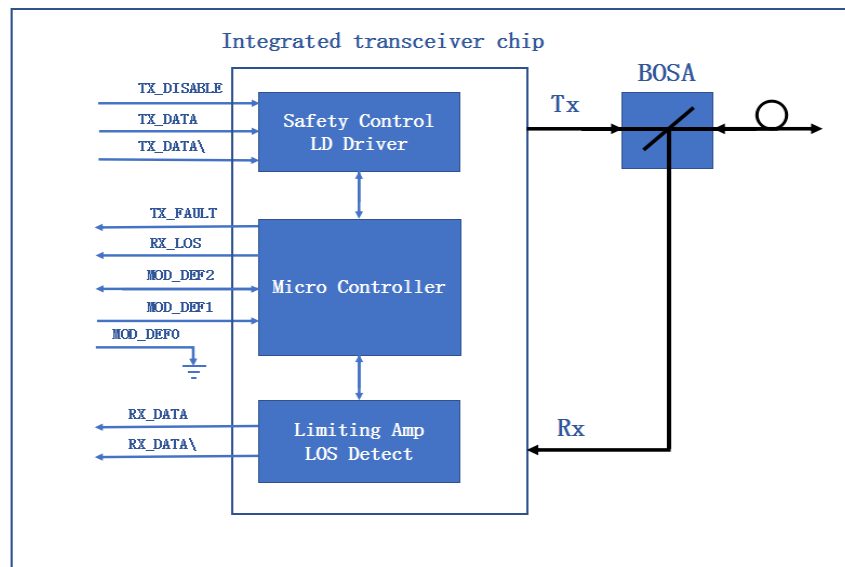 Integrated transceiver chip
BOSA
TX_DISABLE
TX_DATA
TX_DATA\
Safety Control
LD Driver
Tx
TX_FAULT
RX_LOS
MOD_DEF2
MOD_DEF1
MOD_DEF0
Micro Controller
RX_DATA
RX_DATA\
Limiting Amp
LOS Detect
Rx